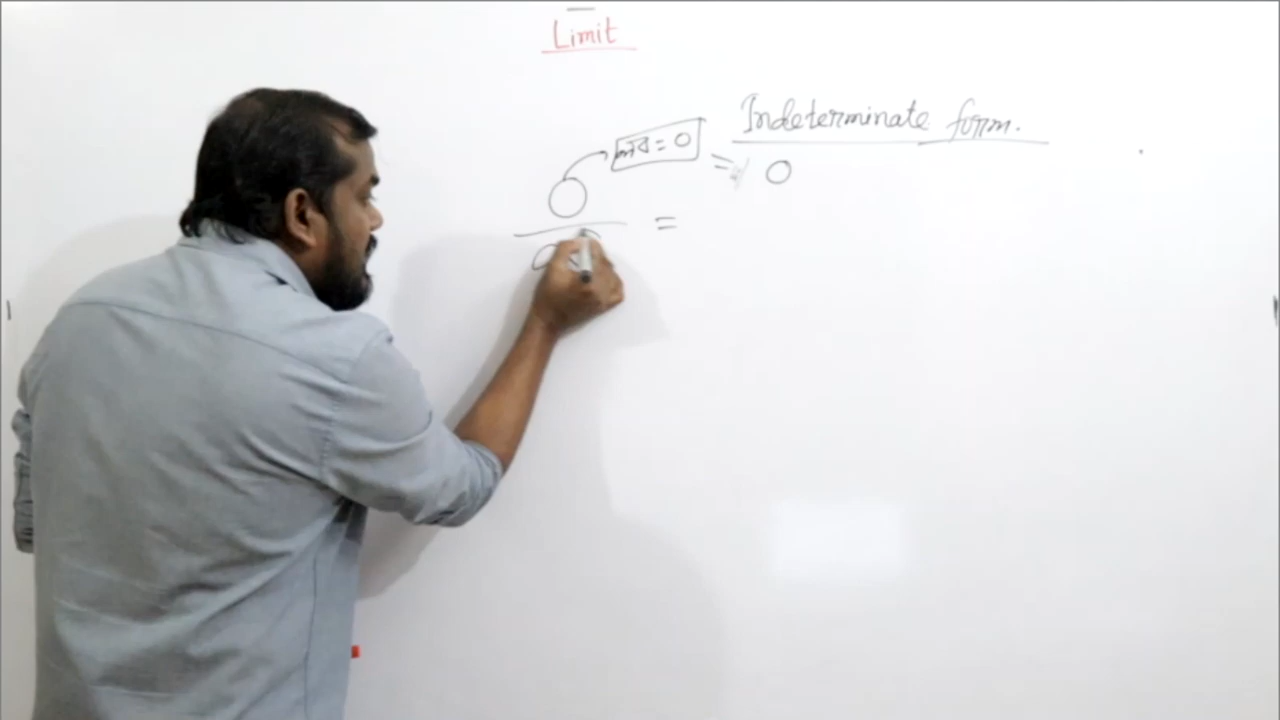 Limit
Indeterminate form.
লব = 0 = 0
0 =